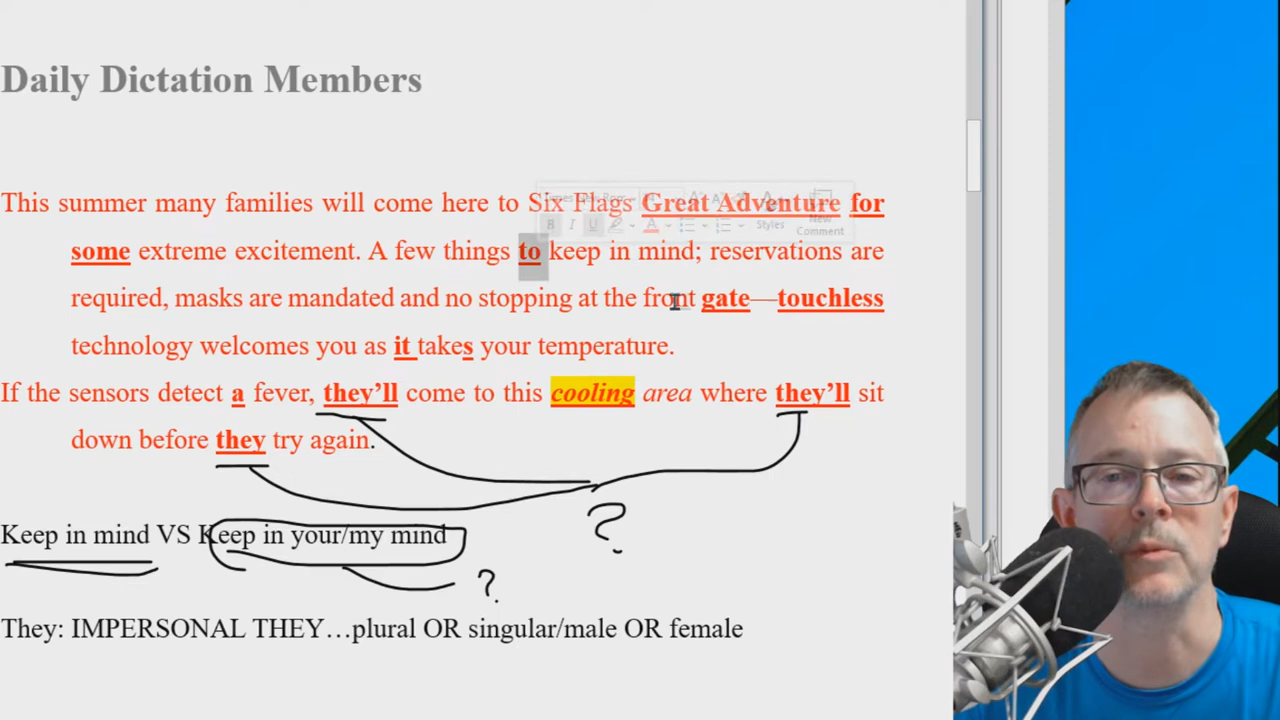 Daily Dictation Members
This summer many families will come here to Six Flags Great Adventure for
some extreme excitement. A few things to keep in mind; reservations are
required, masks are mandated and no stopping at the front gate—touchless
technology welcomes you as it takes your temperature.
If the sensors detect a fever, they’ll come to this cooling area where they’ll sit
down before they try again.
?
Keep in mind VS Keep in your/my mind
?
They: IMPERSONAL THEY…plural OR singular/male OR female
B I U A Styles New
Comment